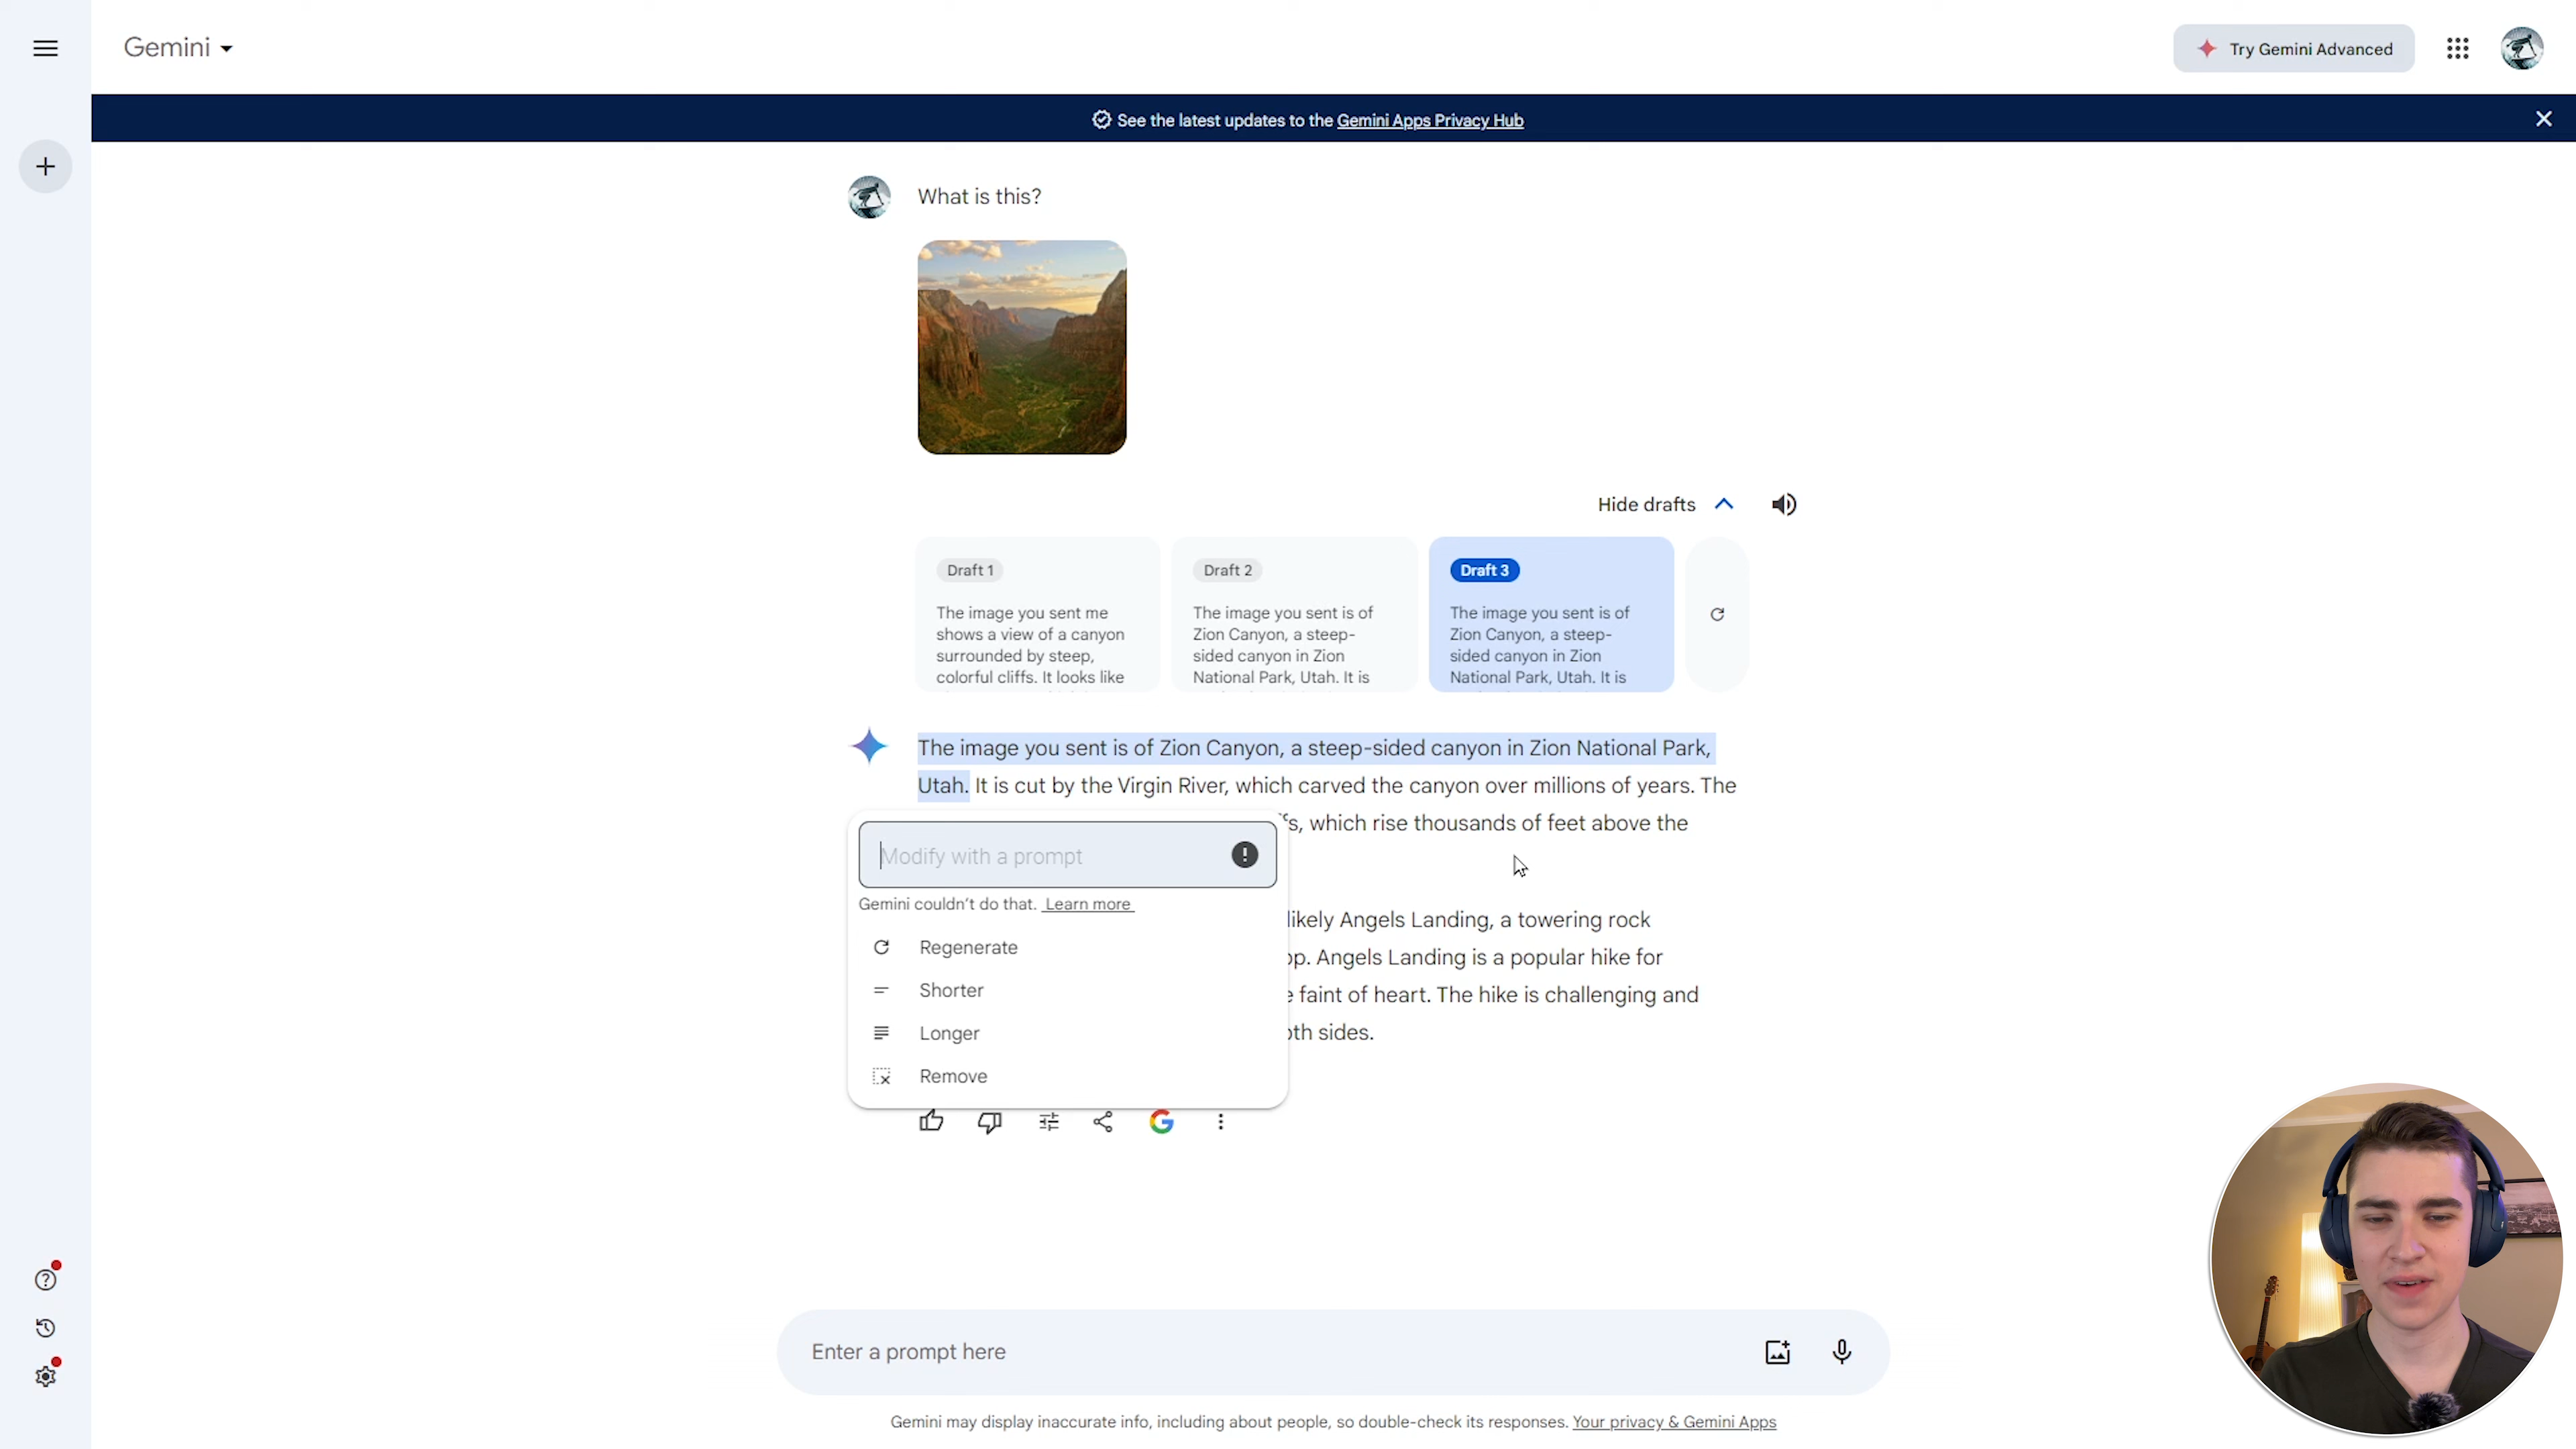 Gemini
Try Gemini Advanced
See the latest updates to the Gemini Apps Privacy Hub
What is this?
Hide drafts
Draft 1
The image you sent me
shows a view of a canyon
surrounded by steep,
colorful cliffs. It looks like
Draft 2
The image you sent is of
Zion Canyon, a steep-
sided canyon in Zion
National Park, Utah. It is
Draft 3
The image you sent is of
Zion Canyon, a steep-
sided canyon in Zion
National Park, Utah. It is
The image you sent is of Zion Canyon, a steep-sided canyon in Zion National Park,
Utah. It is cut by the Virgin River, which carved the canyon over millions of years. The
which rise thousands of feet above the
Modify with a prompt
Gemini couldn't do that. Learn more
likely Angels Landing, a towering rock
Regenerate
Angels Landing is a popular hike for
Shorter
faint of heart. The hike is challenging and
Longer
sides.
Remove
Enter a prompt here
Gemini may display inaccurate info, including about people, so double-check its responses. Your privacy & Gemini Apps